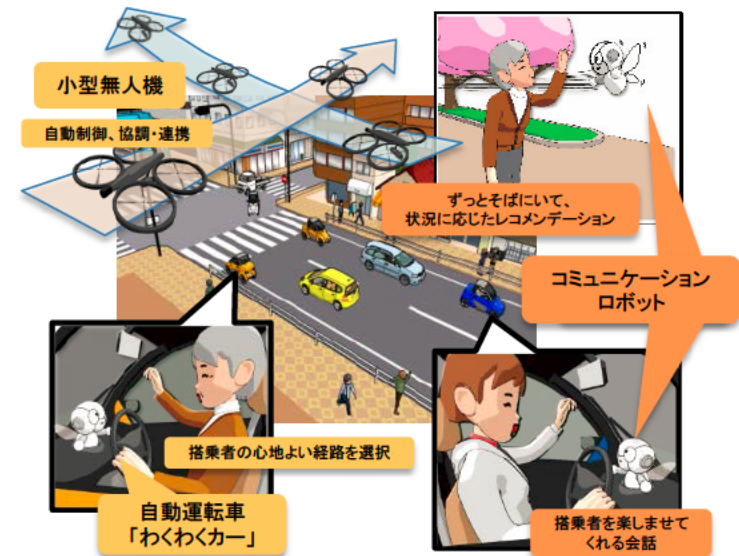 小型無人機
自動制御、協調・連携
ずっとそばにいて、
状況に応じたレコメンデーション
コミュニケーション
ロボット
搭乗者の心地よい経路を選択
自動運転車
「わくわくカー」
搭乗者を楽しませて
くれる会話